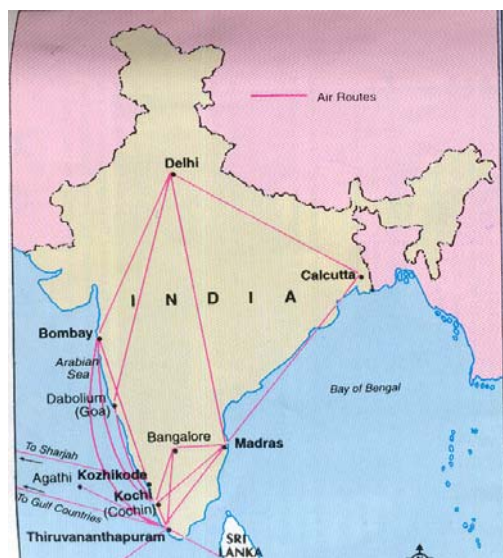 Air Routes
Delhi
Calcutta
I N D I A
Bombay
Arabian
Sea
Bay of Bengal
Dabolium
(Goa)
Bangalore
Madras
To Sharjah
Kozhikode
Agathi
Kochi
(Cochin)
To Gulf Countries
Thiruvananthapuram
SRI
LANKA